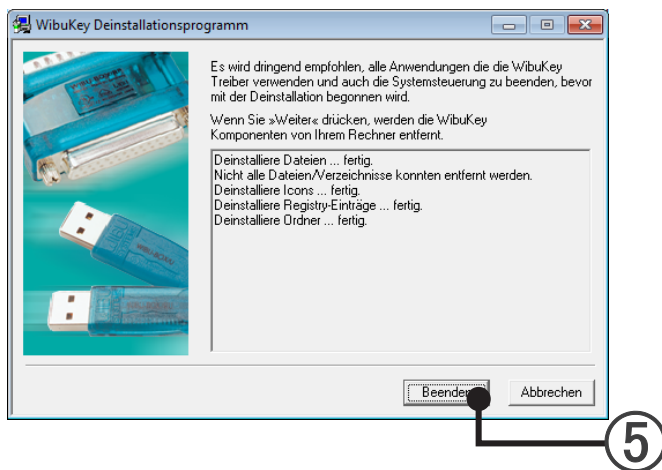 WibuKey Deinstallationsprogramm
Es wird dringend empfohlen, alle Anwendungen die die WibuKey
Treiber verwenden und auch die Systemsteuerung zu beenden, bevor
mit der Deinstallation begonnen wird.
Wenn Sie »Weiter« drücken, werden die WibuKey
Komponenten von Ihrem Rechner entfernt.
Deinstalliere Dateien ... fertig.
Nicht alle Dateien/Verzeichnisse konnten entfernt werden.
Deinstalliere Icons ... fertig.
Deinstalliere Registry-Einträge ... fertig.
Deinstalliere Ordner ... fertig.
Beenden
Abbrechen
5